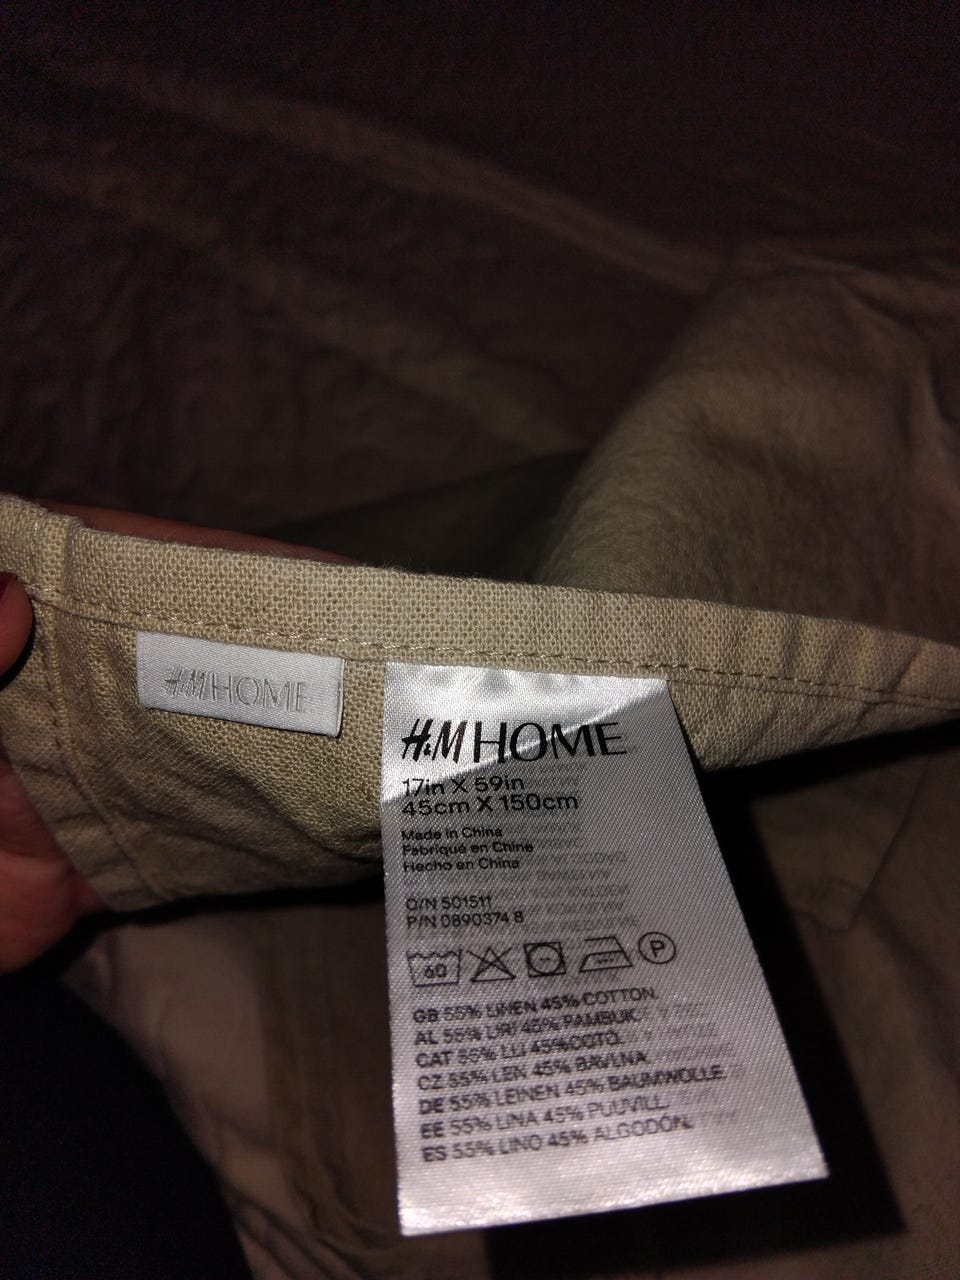 H&M HOME
H&M HOME
17in X 59in
45cm X 150cm
Made in China
Fabriqué en Chine
Hecho en China
O/N 501511
P/N 0890374 8
60
P
GB 55% LINEN 45% COTTON.
AL 55% LIRI 45% PAMBUK.
CAT 55% LLI 45%COTÓ.
CZ 55% LEN 45% BAVLNA.
DE 55% LEINEN 45% BAUMWOLLE.
EE 55% LINA 45% PUUVILL.
ES 55% LINO 45% ALGODÓN.